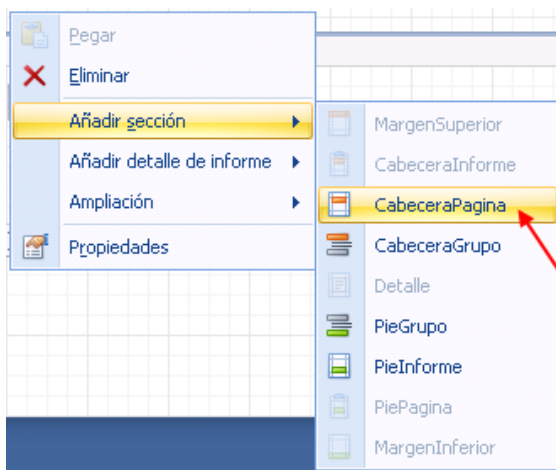 Pegar
Eliminar
Añadir sección
Añadir detalle de informe
Ampliación
Propiedades
MargenSuperior
CabeceraInforme
CabeceraPagina
CabeceraGrupo
Detalle
PieGrupo
PieInforme
PiePagina
MargenInferior